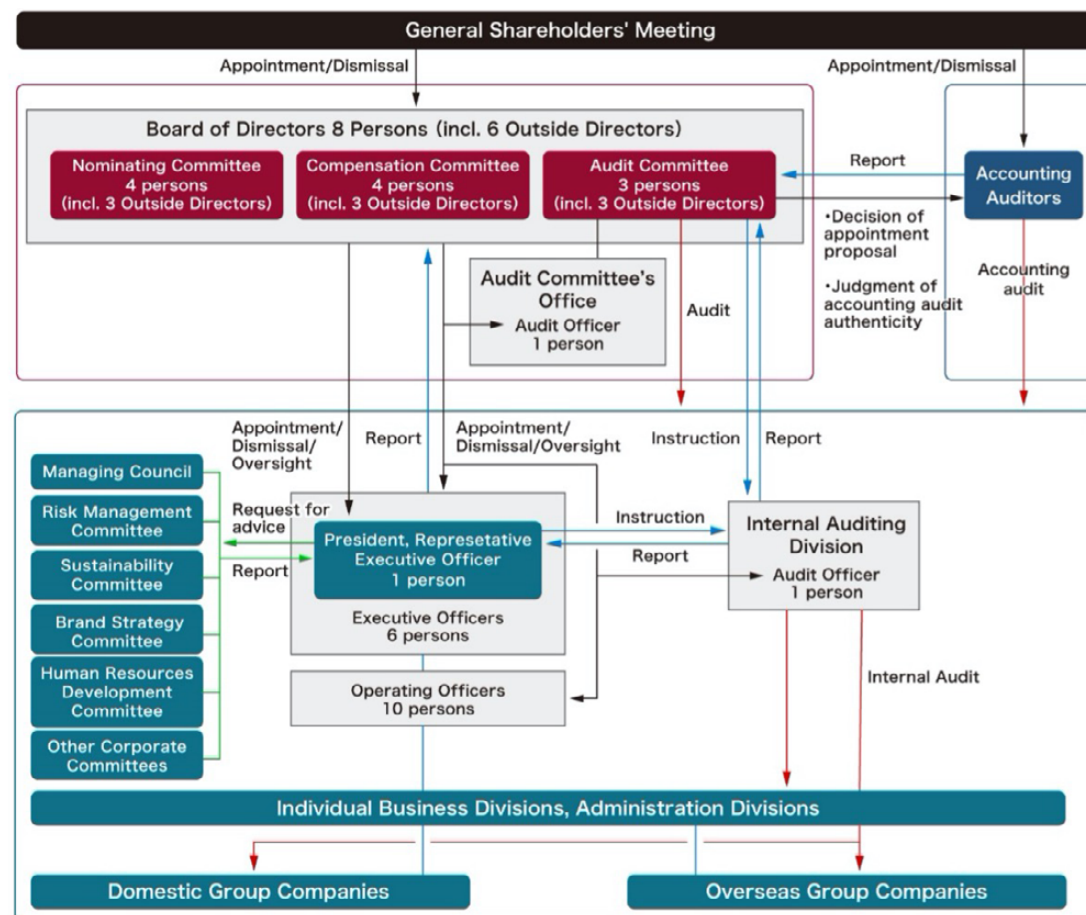 General Shareholders' Meeting
Appointment/Dismissal
Appointment/Dismissal
Board of Directors 8 Persons (incl. 6 Outside Directors)
Nominating Committee
4 persons
(incl. 3 Outside Directors)
Compensation Committee
4 persons
(incl. 3 Outside Directors)
Audit Committee
3 persons
(incl. 3 Outside Directors)
Report
Accounting
Auditors
・Decision of
appointment
proposal
・Judgment of
accounting audit
authenticity
Accounting
audit
Audit Committee's
Office
Audit Officer
1 person
Audit
Appointment/
Dismissal/
Oversight
Report
Appointment/
Dismissal/Oversight
Instruction
Report
Managing Council
Risk Management
Committee
Sustainability
Committee
Brand Strategy
Committee
Human Resources
Development
Committee
Other Corporate
Committees
Request for
advice
Report
President, Represetative
Executive Officer
1 person
Executive Officers
6 persons
Operating Officers
10 persons
Instruction
Report
Internal Auditing
Division
Audit Officer
1 person
Internal Audit
Individual Business Divisions, Administration Divisions
Domestic Group Companies
Overseas Group Companies